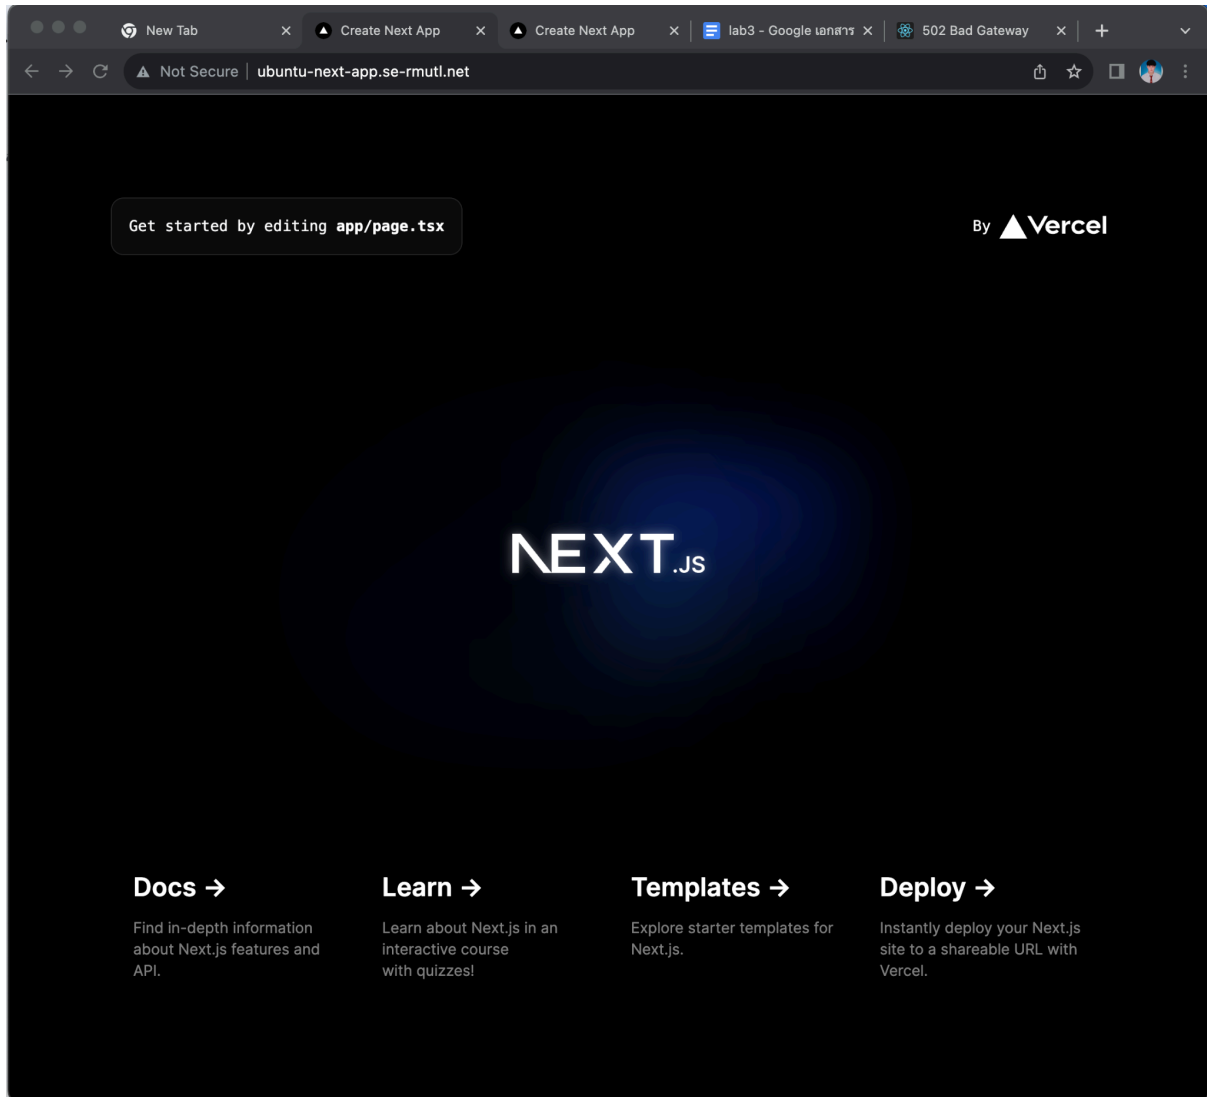 New Tab
Create Next App
Create Next App
lab3 - Google เอกสาร
502 Bad Gateway
Not Secure
ubuntu-next-app.se-rmutl.net
Get started by editing app/page.tsx
By Vercel
NEXT.JS
Docs →
Find in-depth information
about Next.js features and
API.
Learn →
Learn about Next.js in an
interactive course
with quizzes!
Templates →
Explore starter templates for
Next.js.
Deploy →
Instantly deploy your Next.js
site to a shareable URL with
Vercel.